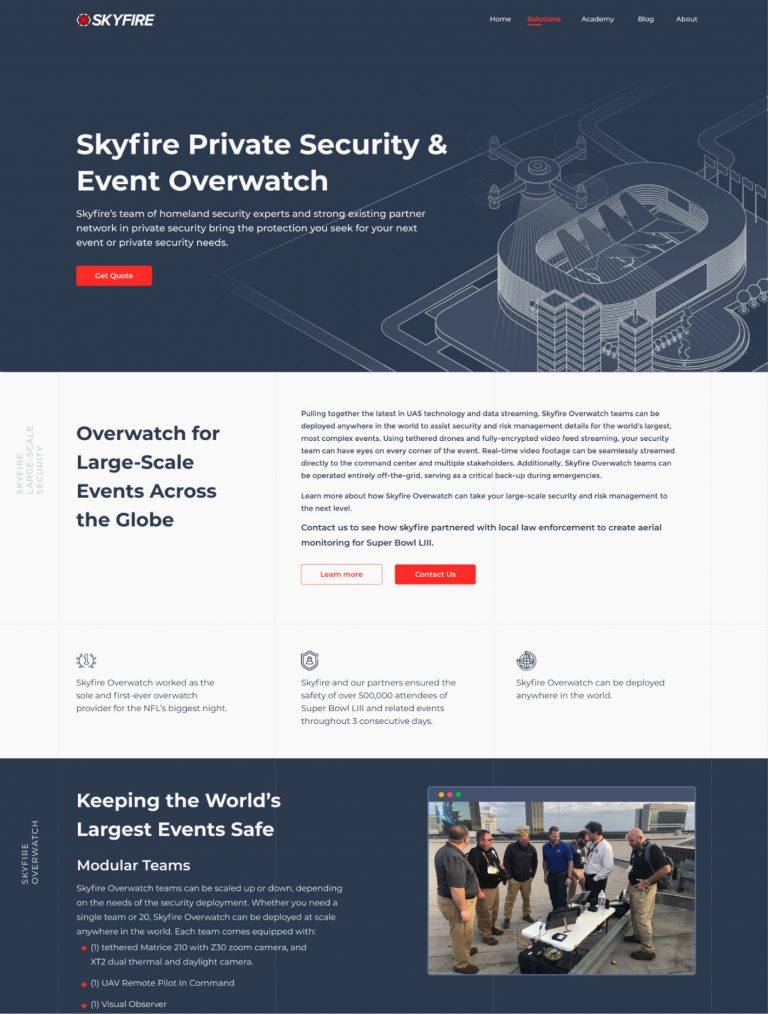 SKYFIRE
Home Solutions Academy Blog About
Skyfire Private Security &
Event Overwatch
Skyfire's team of homeland security experts and strong existing partner
network in private security bring the protection you seek for your next
event or private security needs.
Get Quote
SKYFIRE
LARGE-SCALE
SECURITY
Overwatch for
Large-Scale
Events Across
the Globe
Pulling together the latest in UAS technology and data streaming, Skyfire Overwatch teams can be
deployed anywhere in the world to assist security and risk management details for the world's largest,
most complex events. Using tethered drones and fully-encrypted video feed streaming, your security
team can have eyes on every corner of the event. Real-time video footage can be seamlessly streamed
directly to the command center and multiple stakeholders. Additionally, Skyfire Overwatch teams can
be operated entirely off-the-grid, serving as a critical back-up during emergencies.
Learn more about how Skyfire Overwatch can take your large-scale security and risk management to
the next level.
Contact us to see how skyfire partnered with local law enforcement to create aerial
monitoring for Super Bowl LIII.
Learn more
Contact Us
Skyfire Overwatch worked as the
sole and first-ever overwatch
provider for the NFL's biggest night.
Skyfire and our partners ensured the
safety of over 500,000 attendees of
Super Bowl LIII and related events
throughout 3 consecutive days.
Skyfire Overwatch can be deployed
anywhere in the world.
SKYFIRE
OVERWATCH
Keeping the World's
Largest Events Safe
Modular Teams
Skyfire Overwatch teams can be scaled up or down, depending
on the needs of the security deployment. Whether you need a
single team or 20, Skyfire Overwatch can be deployed at scale
anywhere in the world. Each team comes equipped with:
(1) tethered Matrice 210 with Z30 zoom camera, and
XT2 dual thermal and daylight camera.
(1) UAV Remote Pilot In Command
(1) Visual Observer